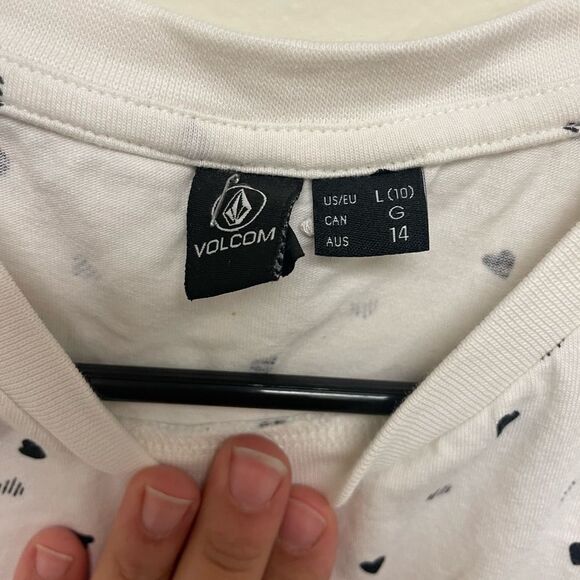 VOLCOM
US/EU L (10)
CAN G
AUS 14